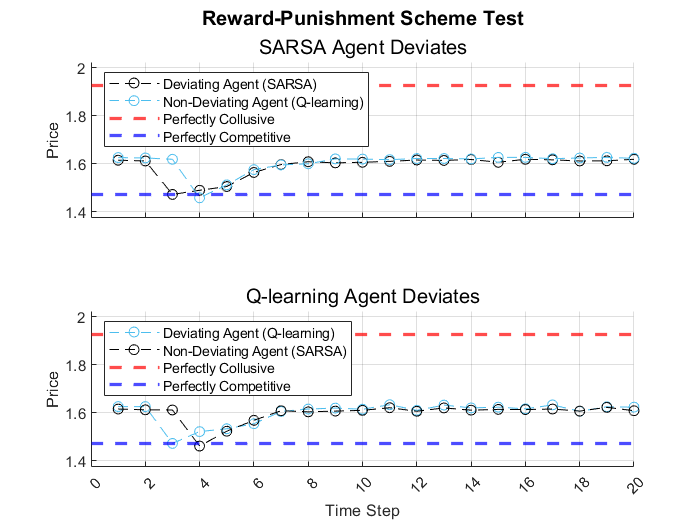 Reward-Punishment Scheme Test
SARSA Agent Deviates
2
1.8
1.6
1.4
Price
Deviating Agent (SARSA)
Non-Deviating Agent (Q-learning)
Perfectly Collusive
Perfectly Competitive
Q-learning Agent Deviates
2
1.8
1.6
1.4
Price
Deviating Agent (Q-learning)
Non-Deviating Agent (SARSA)
Perfectly Collusive
Perfectly Competitive
0 2 4 6 8 10 12 14 16 18 20
Time Step